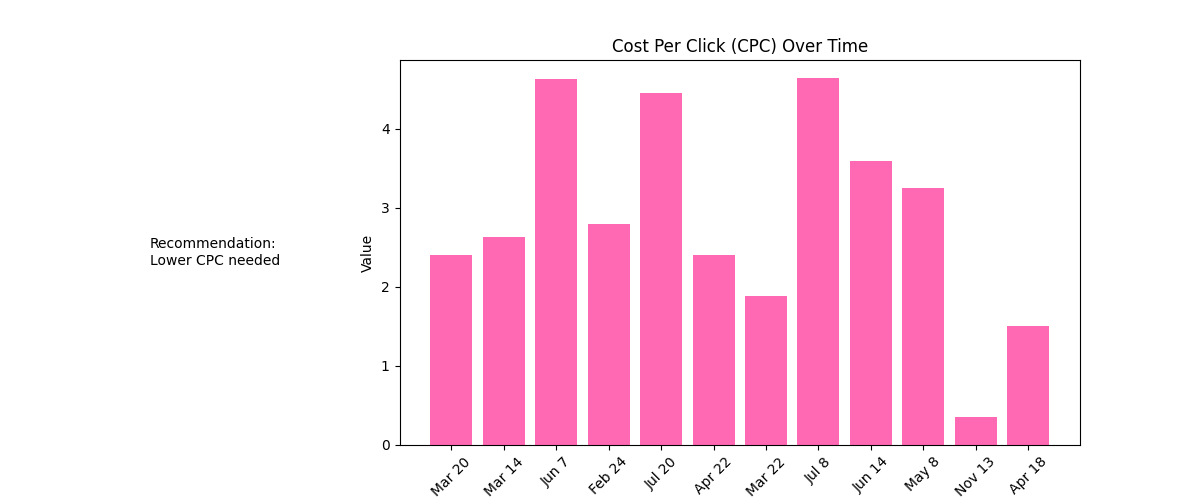 Cost Per Click (CPC) Over Time
Recommendation:
Lower CPC needed
Value
4
3
2
1
0
Mar 20
Mar 14
Jun 7
Feb 24
Jul 20
Apr 22
Mar 22
Jul 8
Jun 14
May 8
Nov 13
Apr 18